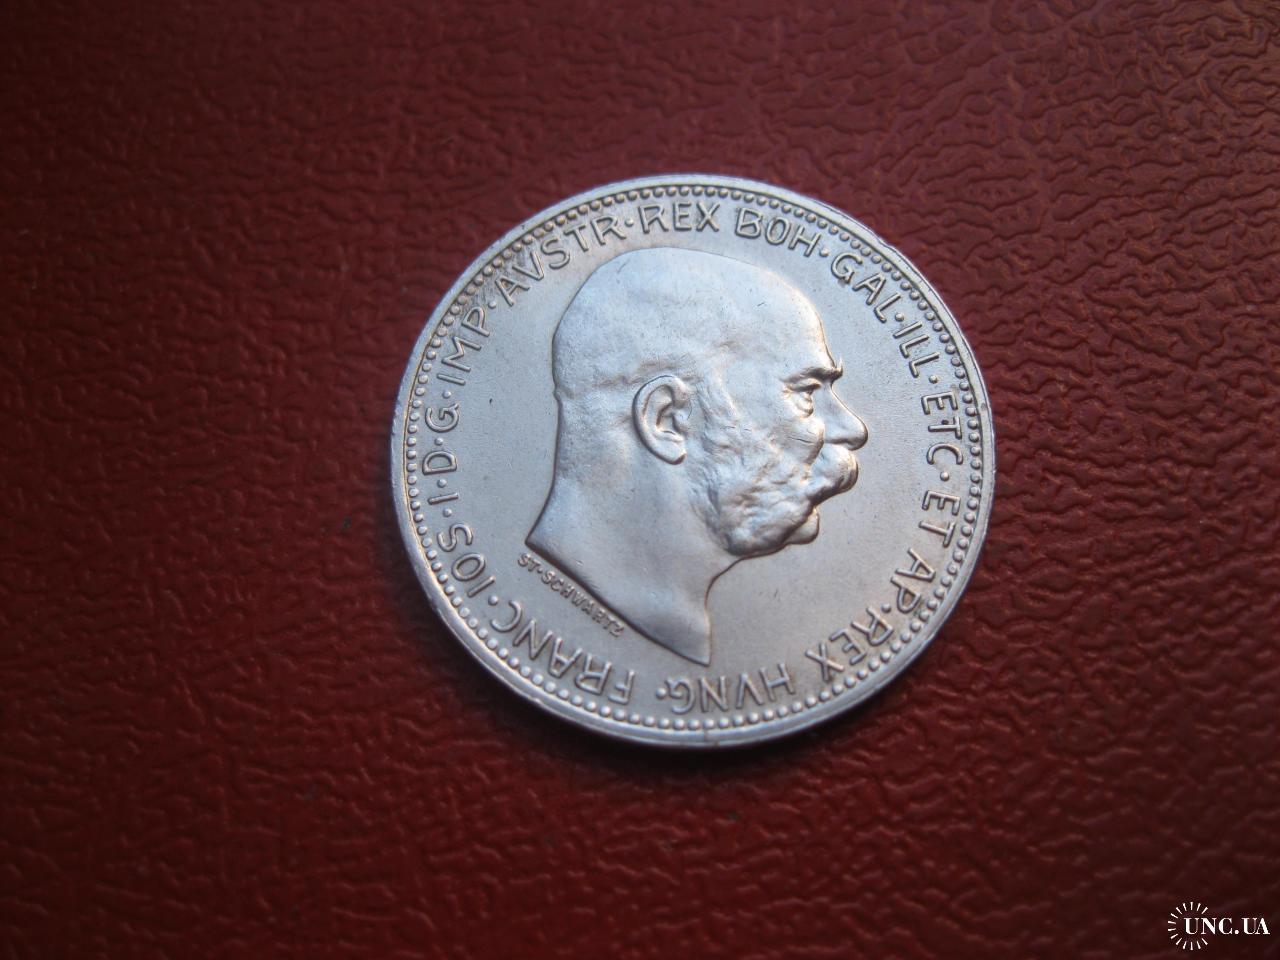 FRANC·IOS·I·D·G·IMP·AVSTR·REX BOH·GAL·ILL·ETC·ET AP·REX HVNG·
ST·SCHWARTZ
UNC.UA